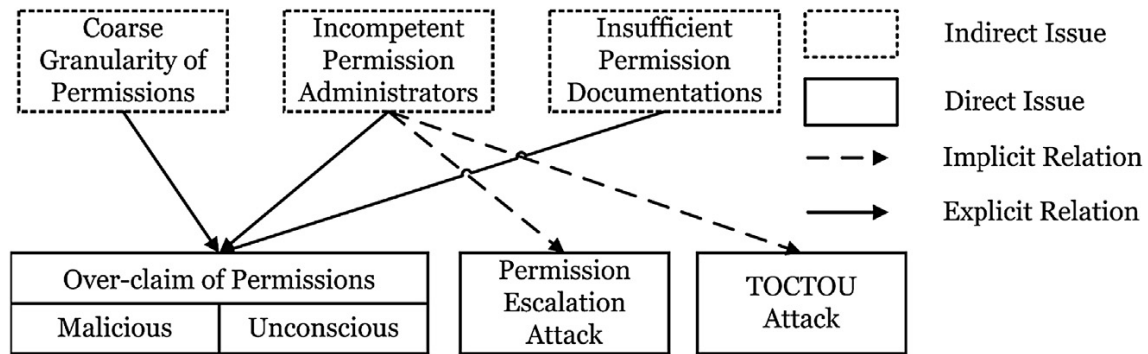 Coarse
Granularity of
Permissions
Incompetent
Permission
Administrators
Insufficient
Permission
Documentations
Indirect Issue
Direct Issue
Implicit Relation
Explicit Relation
Over-claim of Permissions
Malicious
Unconscious
Permission
Escalation
Attack
TOCTOU
Attack